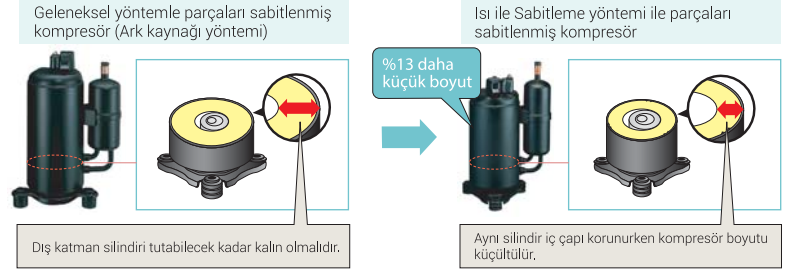 Geleneksel yöntemle parçaları sabitlenmiş
kompresör (Ark kaynağı yöntemi)
Isı ile Sabitleme yöntemi ile parçaları
sabitlenmiş kompresör
%13 daha
küçük boyut
Dış katman silindiri tutabilecek kadar kalın olmalıdır.
Aynı silindir iç çapı korunurken kompresör boyutu
küçültülür.